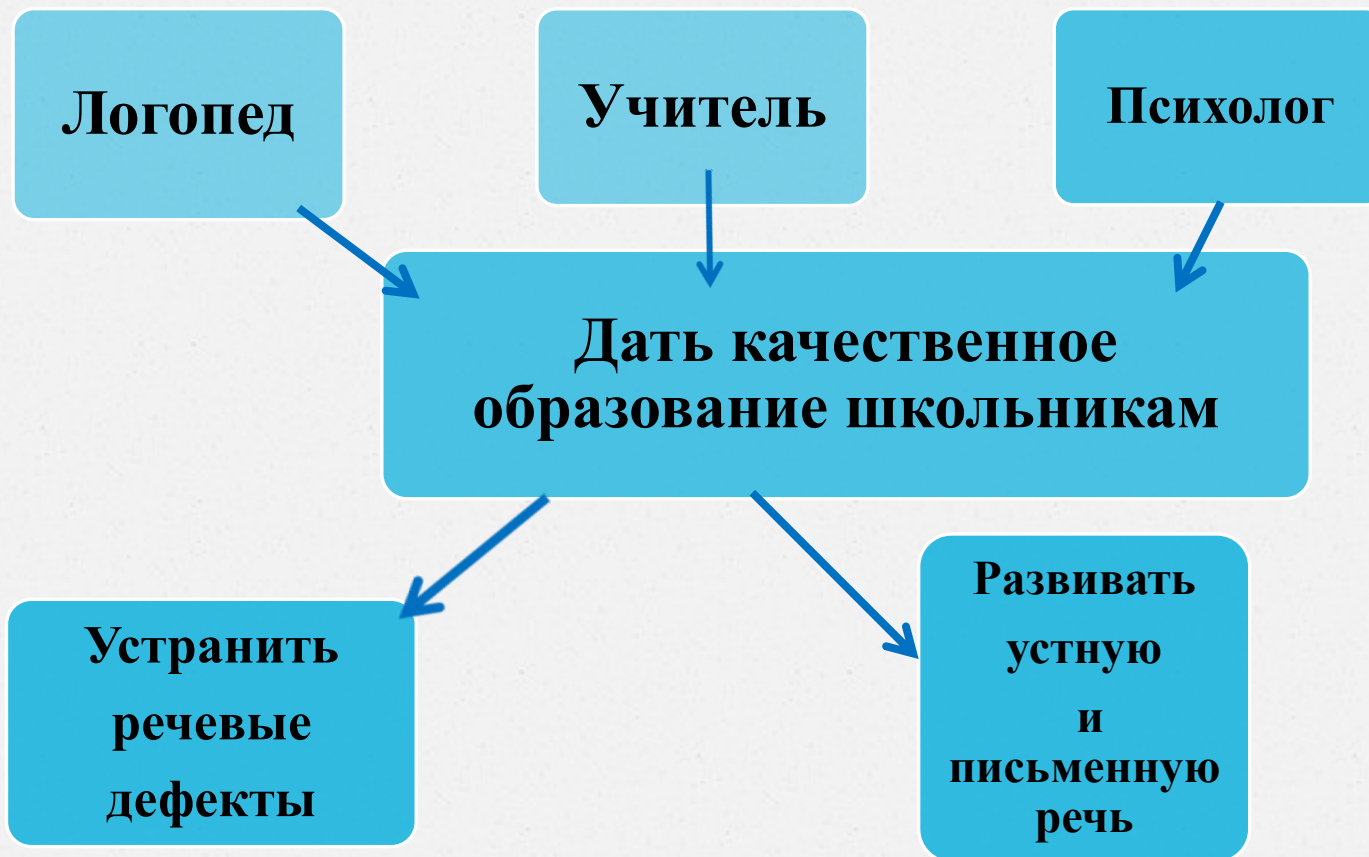 Логопед
Учитель
Психолог
Дать качественное
образование школьникам
Устранить
речевые
дефекты
Развивать
устную
и
письменную
речь